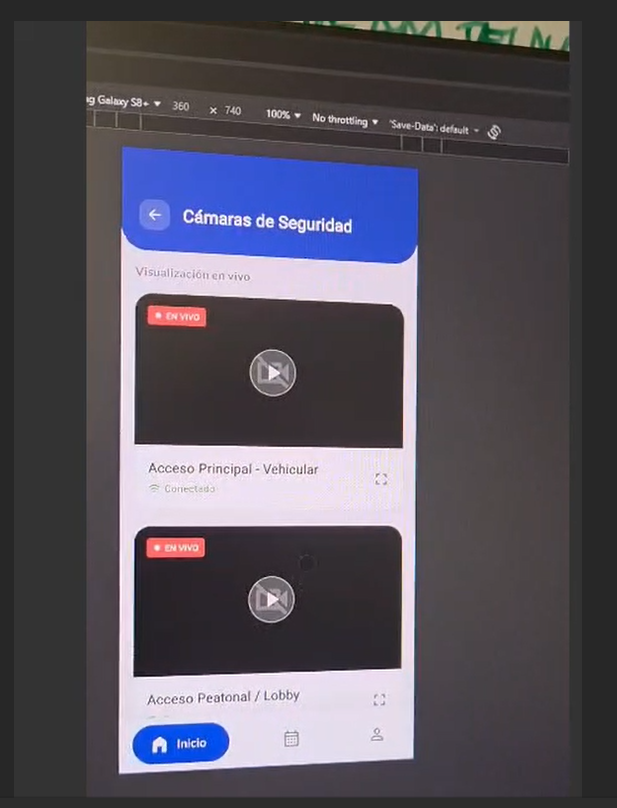 Galaxy S8+ 360 × 740 100% No throttling 'Save-Data': default
Cámaras de Seguridad
Visualización en vivo
EN VIVO
Acceso Principal - Vehicular
Conectado
EN VIVO
Acceso Peatonal / Lobby
Inicio